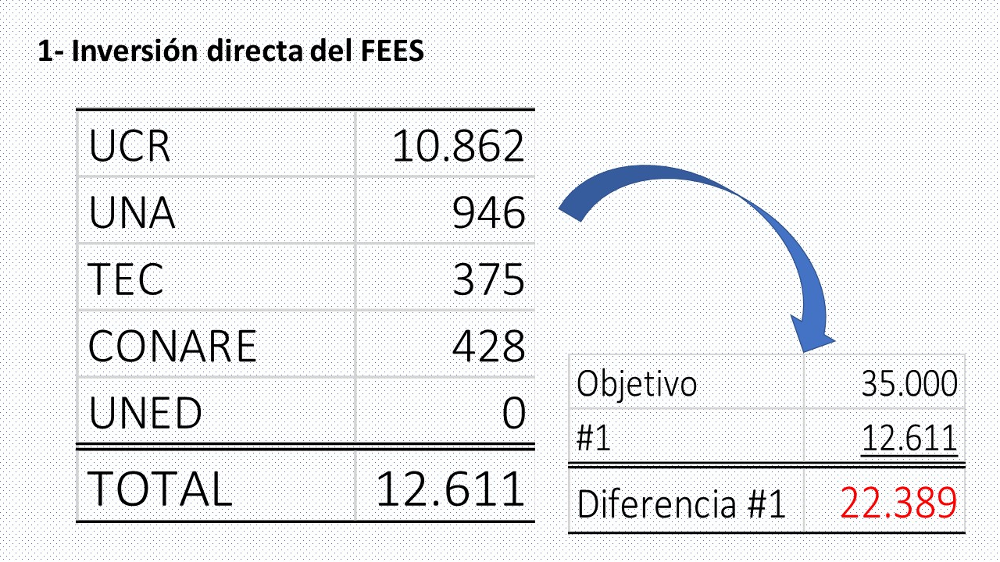 1- Inversión directa del FEES
UCR 10.862
UNA 946
TEC 375
CONARE 428
UNED 0
TOTAL 12.611
Objetivo 35.000
#1 12.611
Diferencia #1 22.389